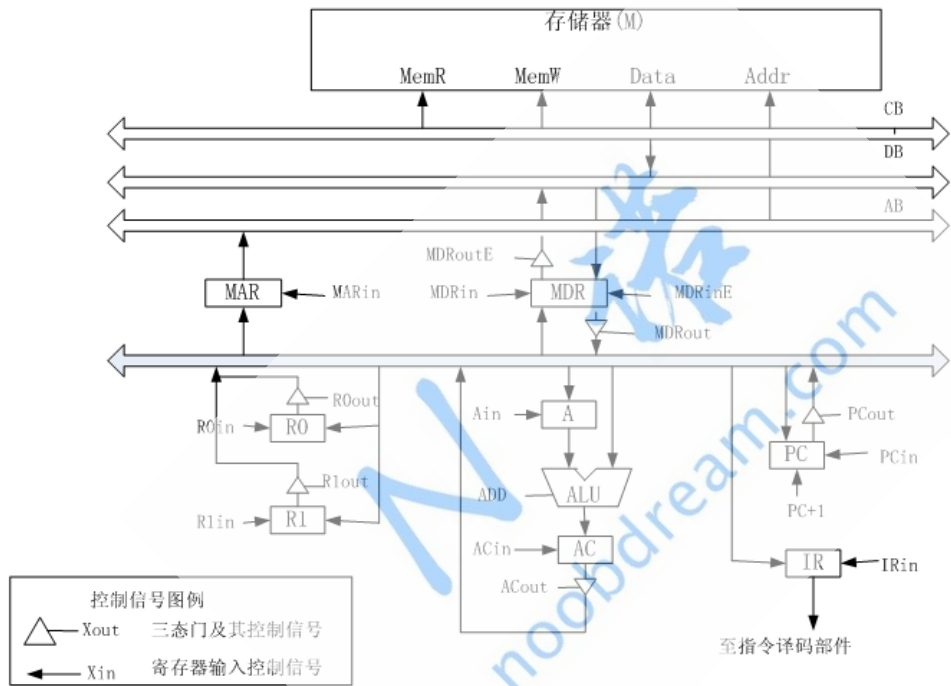 存储器(M)
MemR MemW Data Addr
CB
DB
AB
MDRoutE
MAR MARin MDRin MDR MDRinE
MDRout
R0out
R0in R0
Ain A
PCout
PC PCin
R1out
ADD ALU
PC+1
R1in R1
ACin AC
ACout
IR IRin
至指令译码部件
控制信号图例
Xout 三态门及其控制信号
Xin 寄存器输入控制信号
N诺
noobdream.com